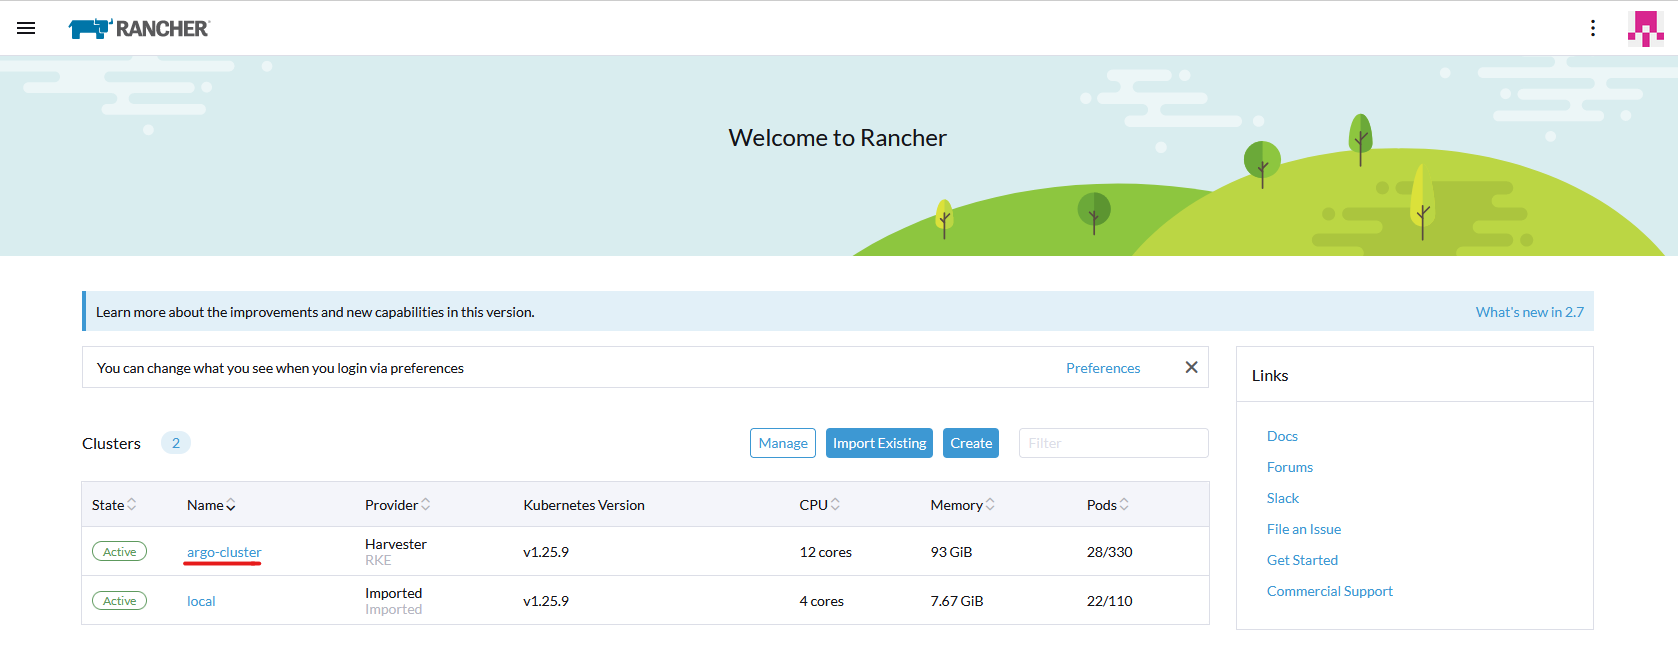 RANCHER
Welcome to Rancher
Learn more about the improvements and new capabilities in this version.
What's new in 2.7
You can change what you see when you login via preferences
Preferences
Links
Docs
Forums
Slack
File an Issue
Get Started
Commercial Support
Clusters 2
Manage Import Existing Create Filter
State Name Provider Kubernetes Version CPU Memory Pods
Active argo-cluster Harvester v1.25.9 12 cores 93 GiB 28/330
RKE
Active local Imported v1.25.9 4 cores 7.67 GiB 22/110
Imported